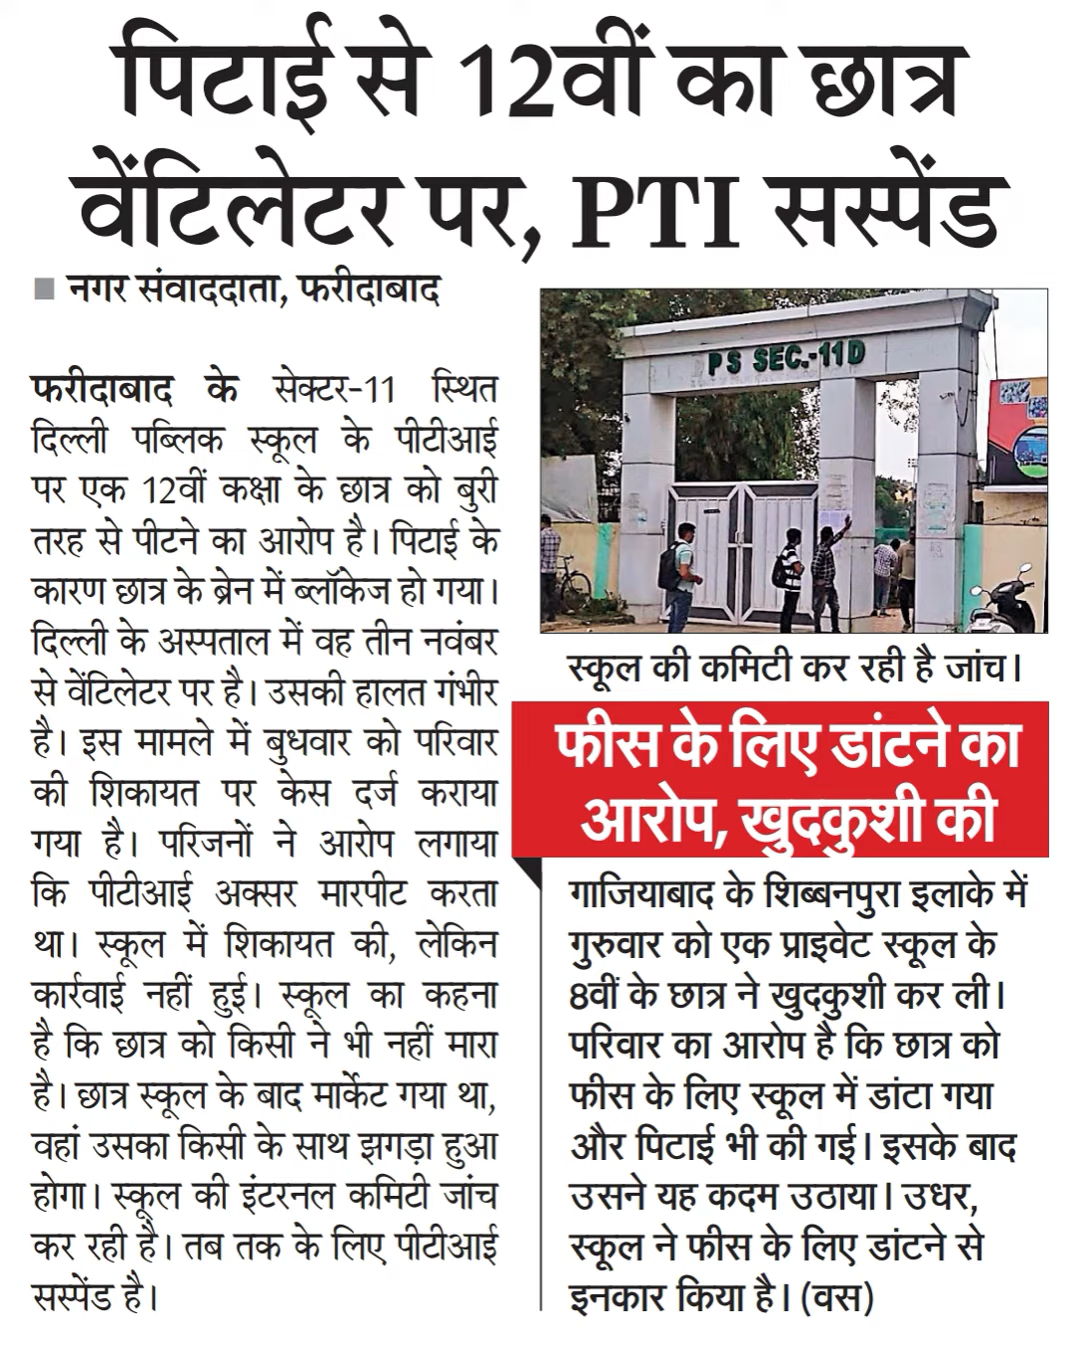 पिटाई से 12वीं का छात्र
वेंटिलेटर पर, PTI सस्पेंड
नगर संवाददाता, फरीदाबाद
फरीदाबाद के सेक्टर-11 स्थित
दिल्ली पब्लिक स्कूल के पीटीआई
पर एक 12वीं कक्षा के छात्र को बुरी
तरह से पीटने का आरोप है। पिटाई के
कारण छात्र के ब्रेन में ब्लॉकेज हो गया।
दिल्ली के अस्पताल में वह तीन नवंबर
से वेंटिलेटर पर है। उसकी हालत गंभीर
है। इस मामले में बुधवार को परिवार
की शिकायत पर केस दर्ज कराया
गया है। परिजनों ने आरोप लगाया
कि पीटीआई अक्सर मारपीट करता
था। स्कूल में शिकायत की, लेकिन
कार्रवाई नहीं हुई। स्कूल का कहना
है कि छात्र को किसी ने भी नहीं मारा
है। छात्र स्कूल के बाद मार्केट गया था,
वहां उसका किसी के साथ झगड़ा हुआ
होगा। स्कूल की इंटरनल कमिटी जांच
कर रही है। तब तक के लिए पीटीआई
सस्पेंड है।
P S SEC.-11D
स्कूल की कमिटी कर रही है जांच।
फीस के लिए डांटने का
आरोप, खुदकुशी की
गाजियाबाद के शिब्बनपुरा इलाके में
गुरुवार को एक प्राइवेट स्कूल के
8वीं के छात्र ने खुदकुशी कर ली।
परिवार का आरोप है कि छात्र को
फीस के लिए स्कूल में डांटा गया
और पिटाई भी की गई। इसके बाद
उसने यह कदम उठाया। उधर,
स्कूल ने फीस के लिए डांटने से
इनकार किया है। (वस)